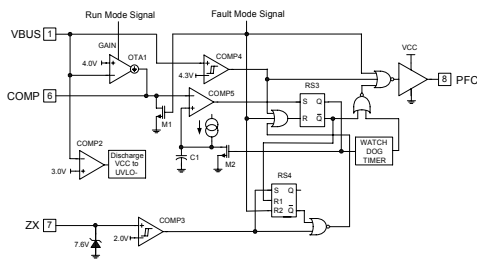 Run Mode Signal
Fault Mode Signal
VBUS 1
GAIN
OTA1
4.0V
COMP4
4.3V
VCC
8 PFC
COMP 6
COMP5
M1
RS3
S Q
R Q
COMP2
3.0V
Discharge
VCC to
UVLO-
C1
M2
WATCH
DOG
TIMER
RS4
S Q
R1
R2 Q
ZX 7
COMP3
7.6V
2.0V